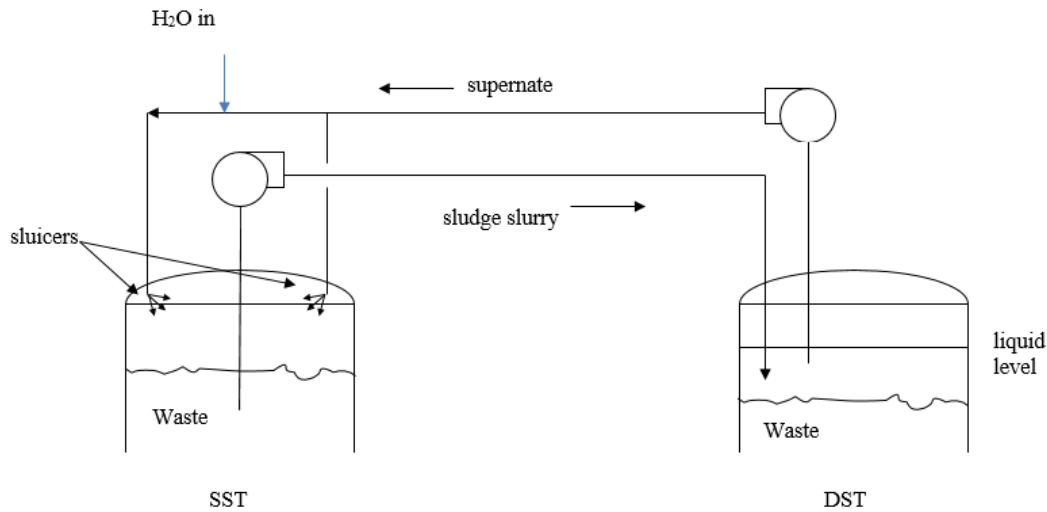 H₂O in
supernate
sludge slurry
sluicers
liquid
level
Waste
Waste
SST
DST